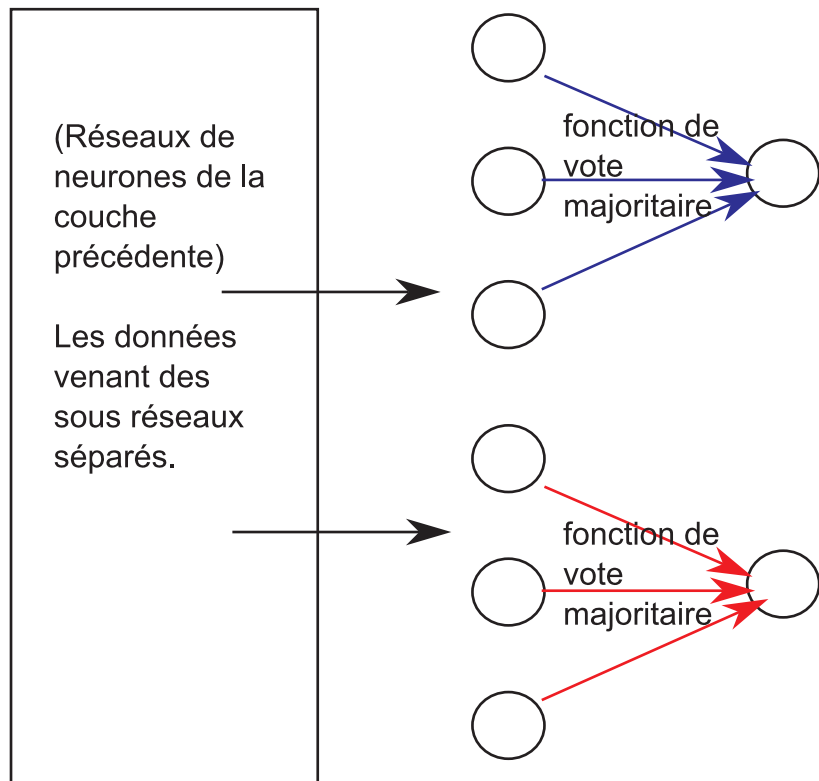 (Réseaux de
neurones de la
couche
précédente)
Les données
venant des
sous réseaux
séparés.
fonction de
vote
majoritaire
fonction de
vote
majoritaire